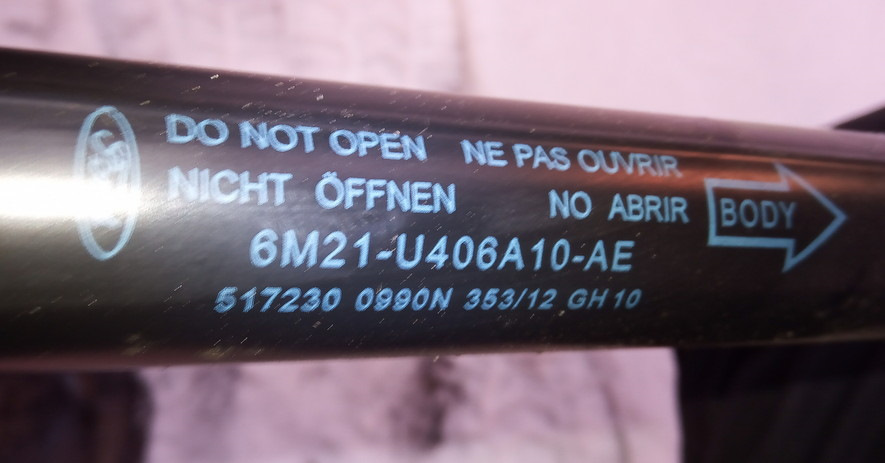 DO NOT OPEN NE PAS OUVRIR
NICHT ÖFFNEN NO ABRIR
BODY
6M21-U406A10-AE
517230 0990N 353/12 GH10